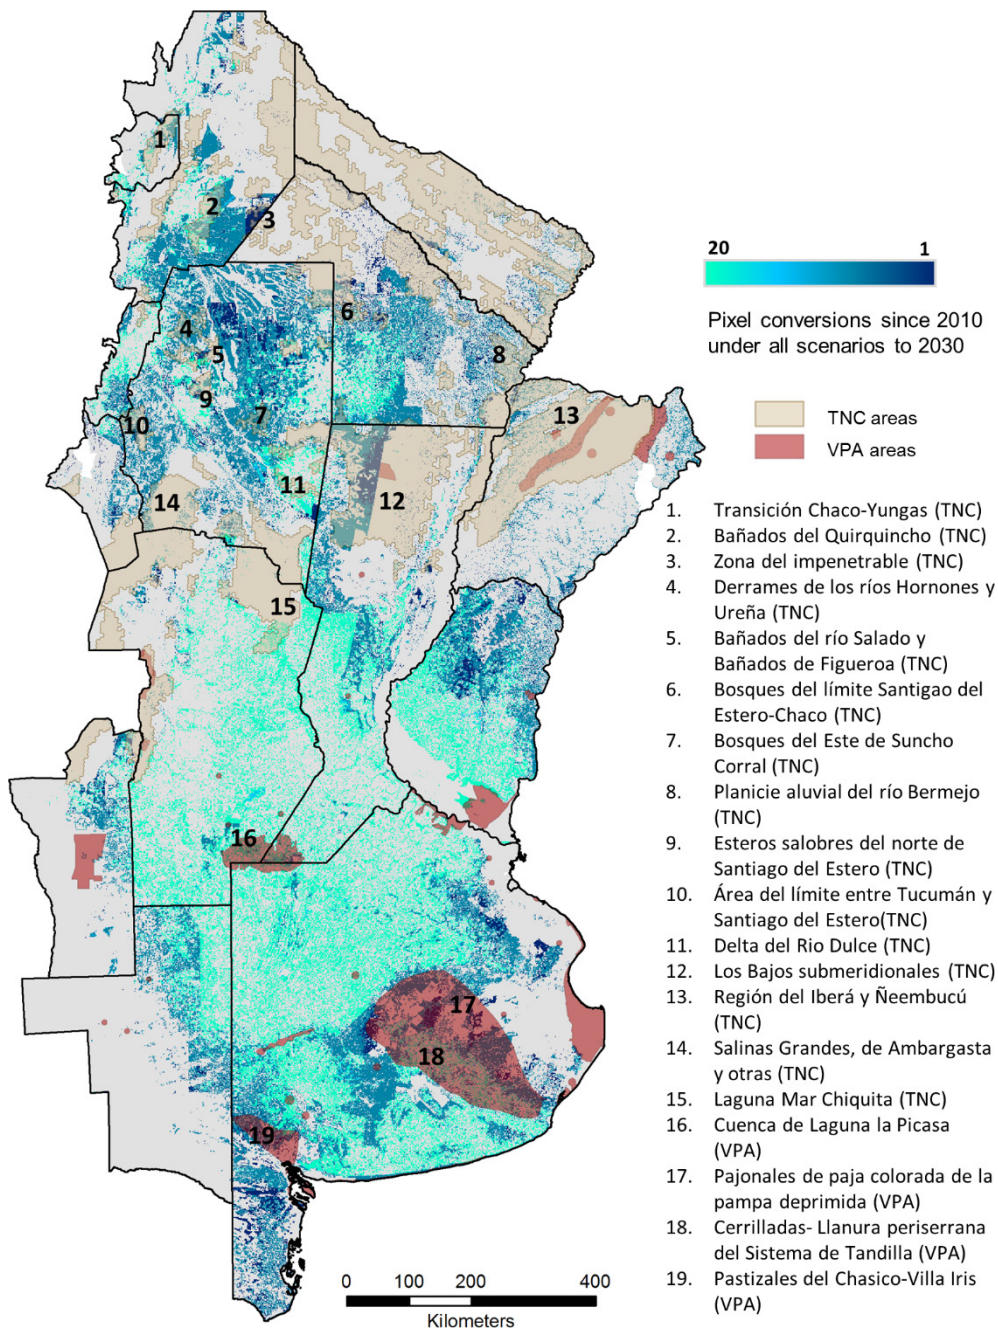 1
2
3
4
5
6
7
8
9
10
11
12
13
14
15
16
17
18
19
20 1
Pixel conversions since 2010
under all scenarios to 2030
TNC areas
VPA areas
1. Transición Chaco-Yungas (TNC)
2. Bañados del Quirquincho (TNC)
3. Zona del impenetrable (TNC)
4. Derrames de los ríos Hornones y
Ureña (TNC)
5. Bañados del río Salado y
Bañados de Figueroa (TNC)
6. Bosques del límite Santigao del
Estero-Chaco (TNC)
7. Bosques del Este de Suncho
Corral (TNC)
8. Planicie aluvial del río Bermejo
(TNC)
9. Esteros salobres del norte de
Santiago del Estero (TNC)
10. Área del límite entre Tucumán y
Santiago del Estero(TNC)
11. Delta del Rio Dulce (TNC)
12. Los Bajos submeridionales (TNC)
13. Región del Iberá y Ñeembucú
(TNC)
14. Salinas Grandes, de Ambargasta
y otras (TNC)
15. Laguna Mar Chiquita (TNC)
16. Cuenca de Laguna la Picasa
(VPA)
17. Pajonales de paja colorada de la
pampa deprimida (VPA)
18. Cerrilladas- Llanura periserrana
del Sistema de Tandilla (VPA)
19. Pastizales del Chasico-Villa Iris
(VPA)
0 100 200 400
Kilometers